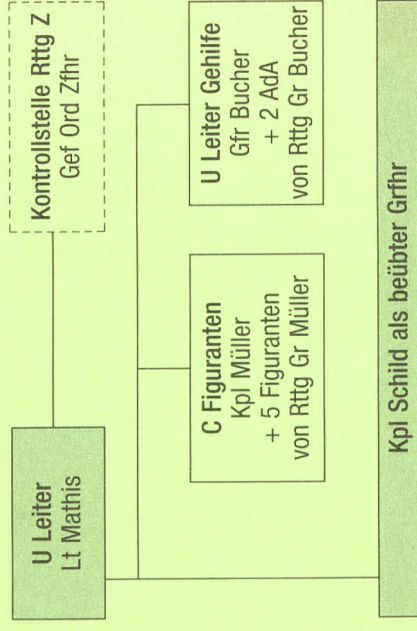 U Leiter
Lt Mathis
Kontrollstelle Rttg Z
Gef Ord Zfhr
C Figuranten
Kpl Müller
+ 5 Figuranten
von Rttg Gr Müller
U Leiter Gehilfe
Gfr Bucher
+ 2 AdA
von Rttg Gr Bucher
Kpl Schild als beübter Grfhr